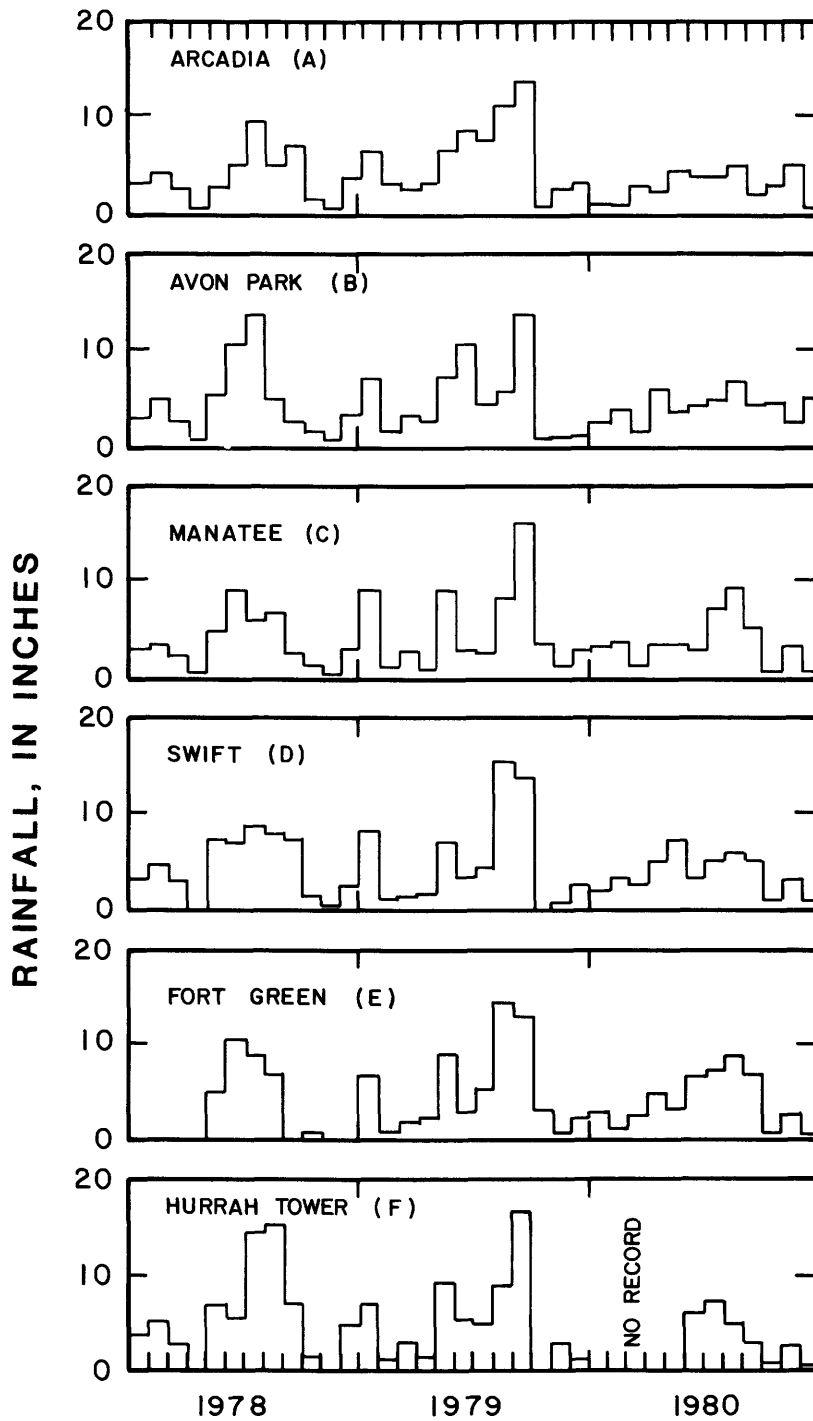 RAINFALL, IN INCHES
20
ARCADIA (A)
10
0
20
AVON PARK (B)
10
0
20
MANATEE (C)
10
0
20
SWIFT (D)
10
0
20
FORT GREEN (E)
10
0
20
HURRAH TOWER (F)
10
NO RECORD
0
1978 1979 1980